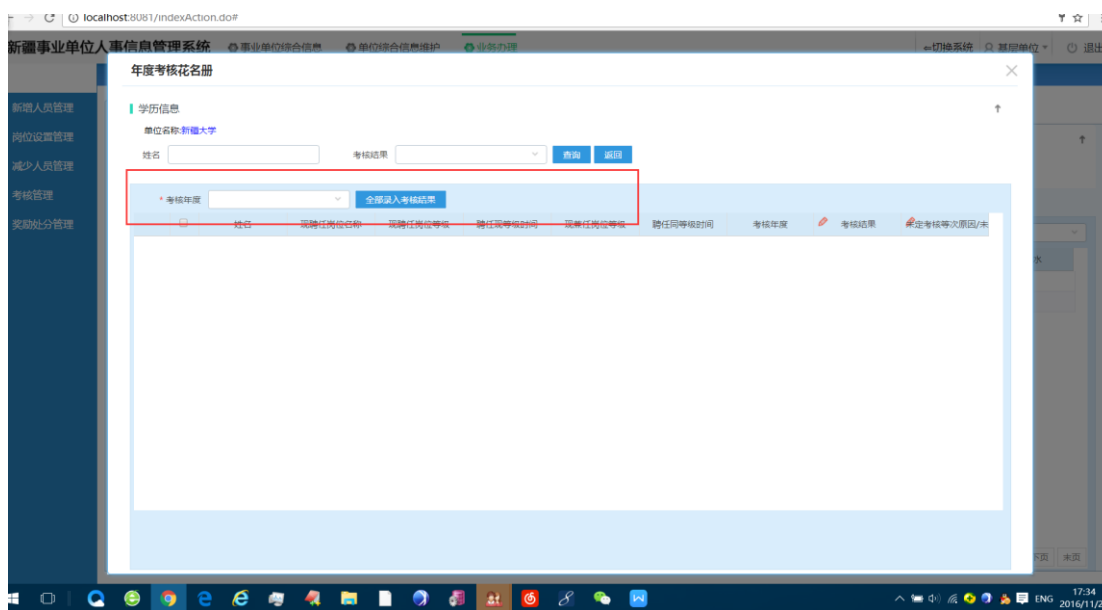 localhost:8081/indexAction.do#
新疆事业单位人事信息管理系统 事业单位综合信息 单位综合信息维护 业务办理 切换系统 基层单位 退出
年度考核花名册
新增人员管理
岗位设置管理
减少人员管理
考核管理
奖励处分管理
学历信息
单位名称:新疆大学
姓名 考核结果 查询 返回
* 考核年度 全部录入考核结果
姓名 现聘任岗位名称 现聘任岗位等级 聘任现等级时间 现兼任岗位等级 聘任同等级时间 考核年度 考核结果 未定考核等次原因/未
下页 末页
ENG 17:34
2016/11/2